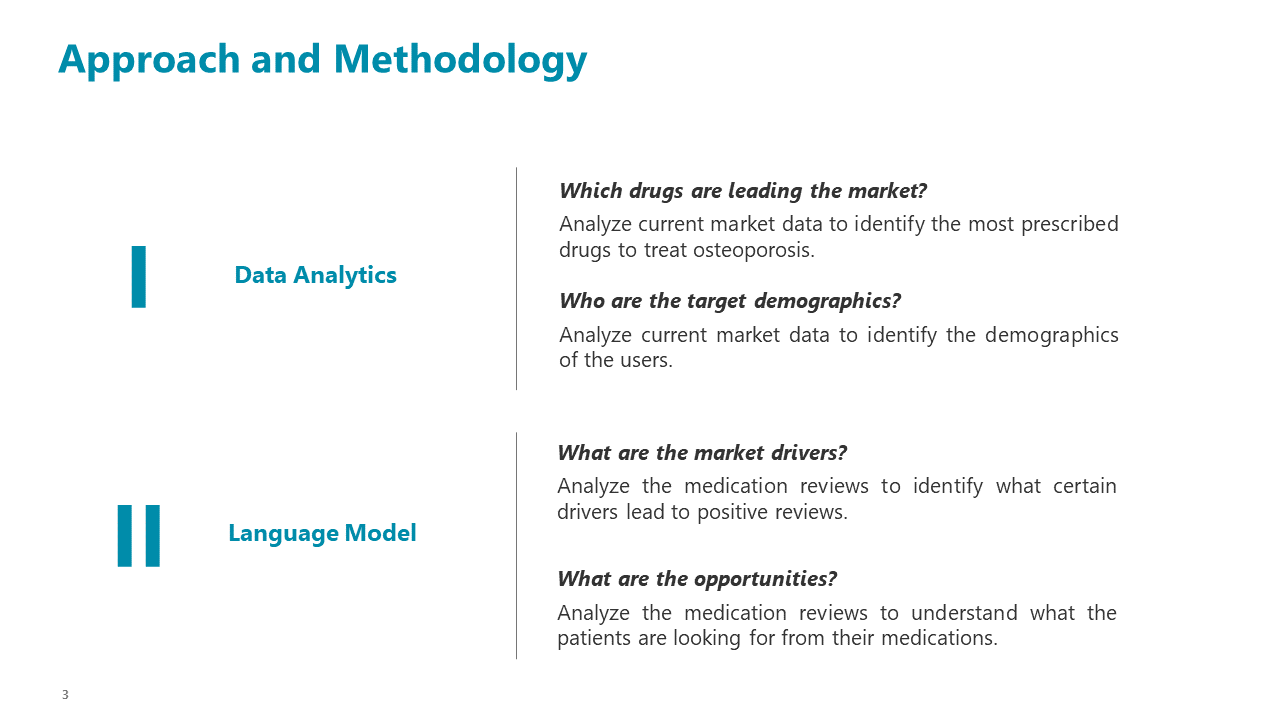 Approach and Methodology
Which drugs are leading the market?
Analyze current market data to identify the most prescribed
drugs to treat osteoporosis.
I
Data Analytics
Who are the target demographics?
Analyze current market data to identify the demographics
of the users.
What are the market drivers?
Analyze the medication reviews to identify what certain
drivers lead to positive reviews.
II
Language Model
What are the opportunities?
Analyze the medication reviews to understand what the
patients are looking for from their medications.
3